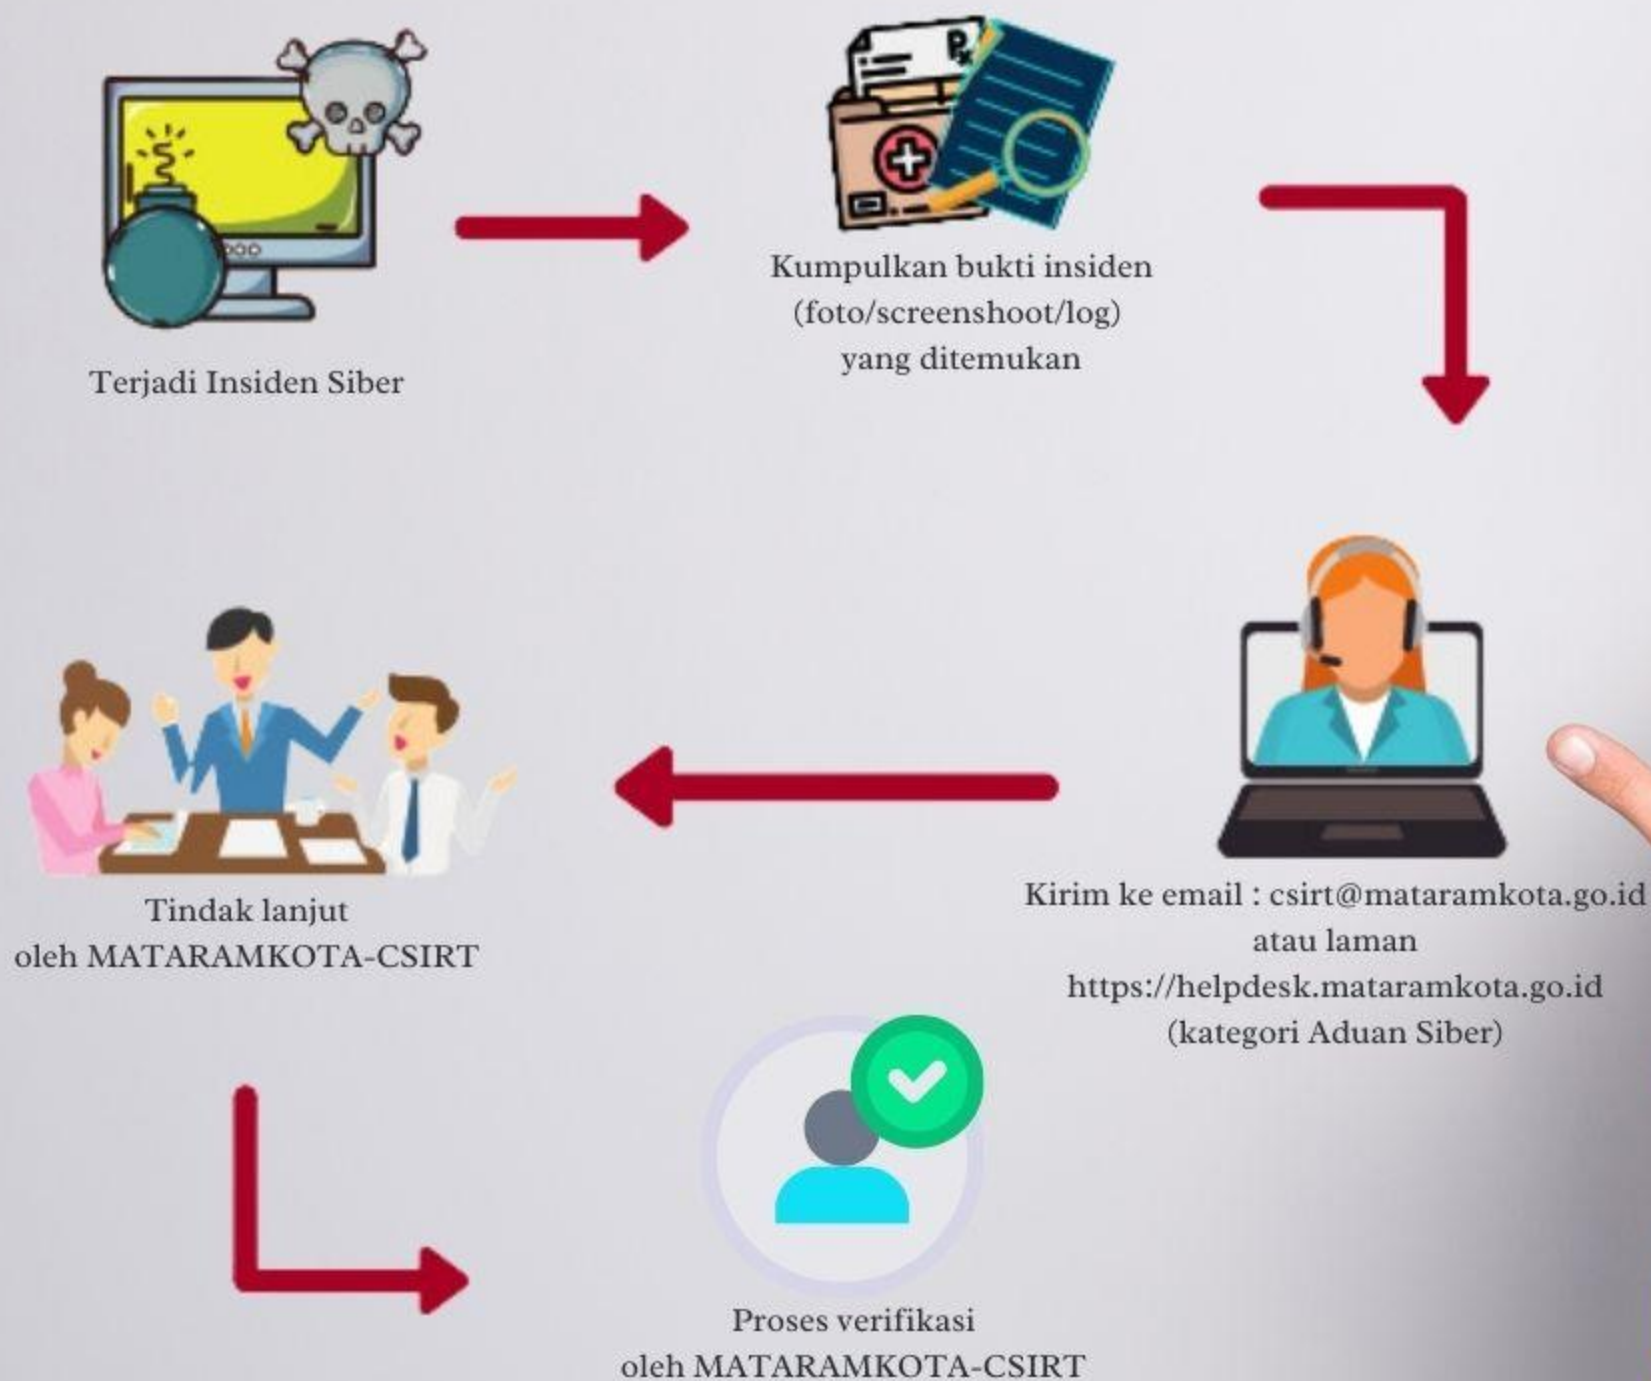 Terjadi Insiden Siber
Kumpulkan bukti insiden
(foto/screenshoot/log)
yang ditemukan
Kirim ke email : csirt@mataramkota.go.id
atau laman
https://helpdesk.mataramkota.go.id
(kategori Aduan Siber)
Tindak lanjut
oleh MATARAMKOTA-CSIRT
Proses verifikasi
oleh MATARAMKOTA-CSIRT